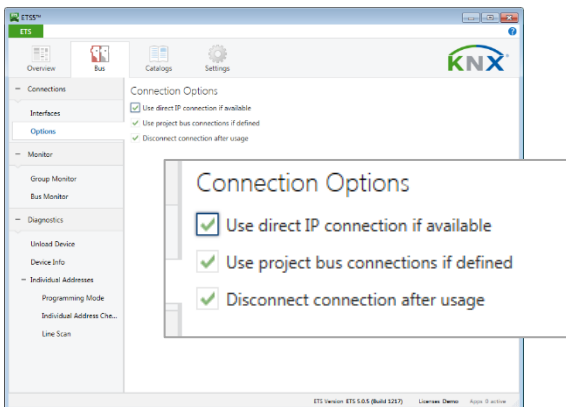 ETS5™
ETS
Overview
Bus
Catalogs
Settings
KNX
Connections
Interfaces
Options
Monitor
Group Monitor
Bus Monitor
Diagnostics
Unload Device
Device Info
Individual Addresses
Programming Mode
Individual Address Che...
Line Scan
Connection Options
Use direct IP connection if available
Use project bus connections if defined
Disconnect connection after usage
Connection Options
Use direct IP connection if available
Use project bus connections if defined
Disconnect connection after usage
ETS Version ETS 5.0.5 (Build 1217) Licenses Demo Apps 0 active